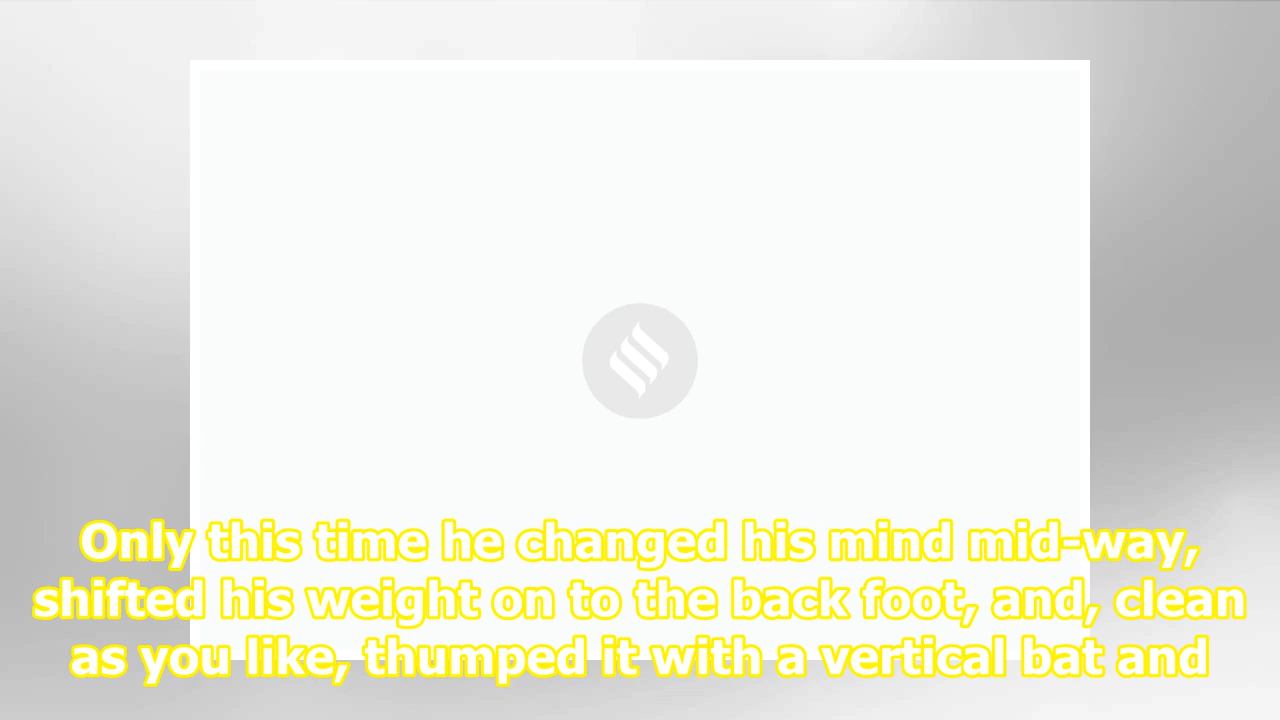 Only this time he changed his mind mid-way,
shifted his weight on to the back foot, and, clean
as you like, thumped it with a vertical bat and